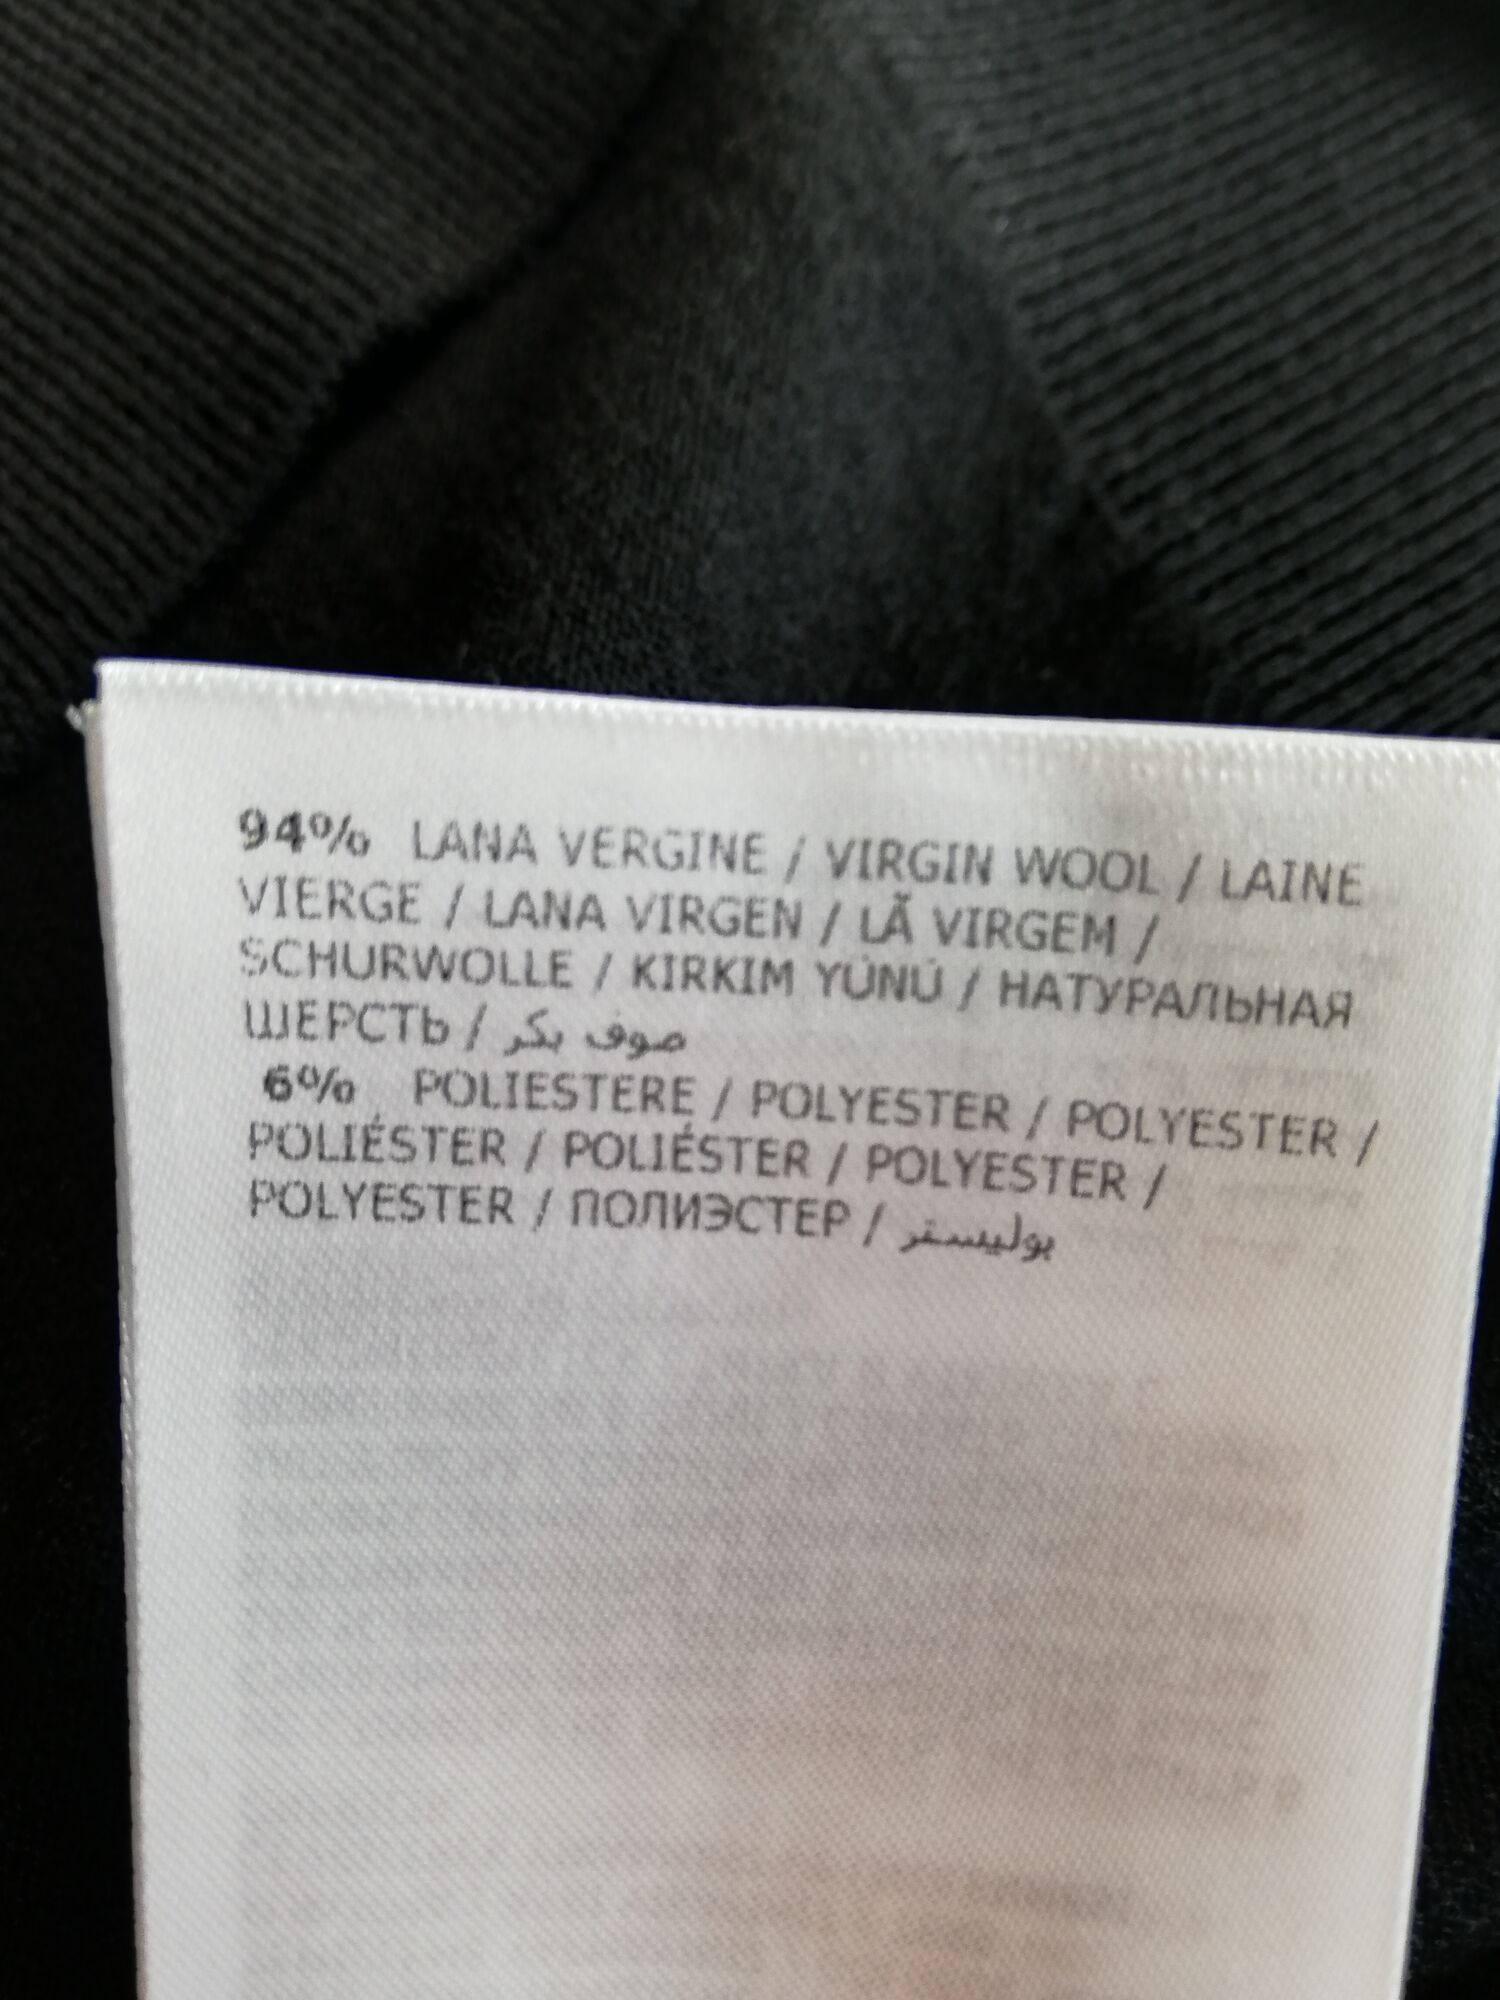 94% LANA VERGINE / VIRGIN WOOL / LAINE
VIERGE / LANA VIRGEN / LÃ VIRGEM /
SCHURWOLLE / KIRKIM YÜNÜ / НАТУРАЛЬНАЯ
ШЕРСТЬ / صوف بكر
6% POLIESTERE / POLYESTER / POLYESTER /
POLIÉSTER / POLIÉSTER / POLYESTER /
POLYESTER / ПОЛИЭСТЕР / بوليستر